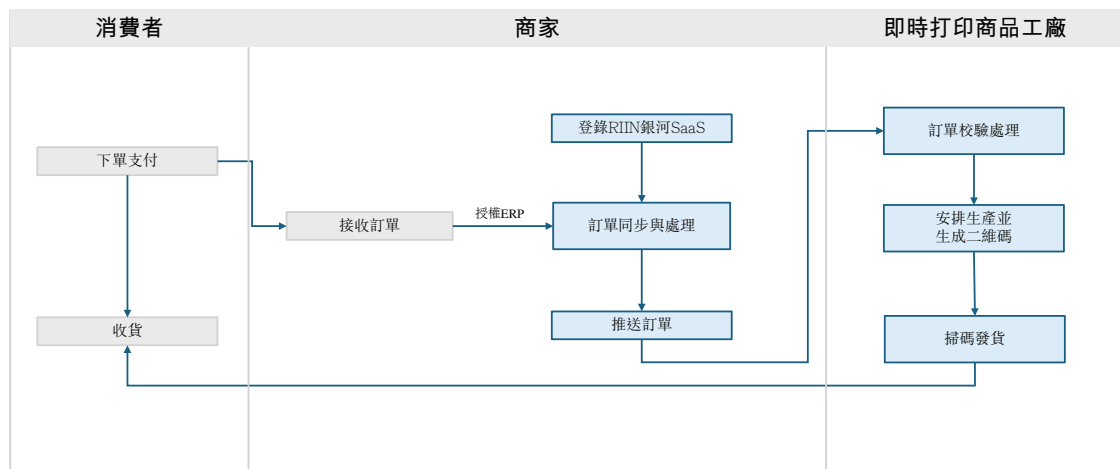 消費者
商家
即時打印商品工廠
登錄RIIN銀河SaaS
訂單校驗處理
下單支付
接收訂單
授權ERP
訂單同步與處理
安排生產並
生成二維碼
收貨
推送訂單
掃碼發貨